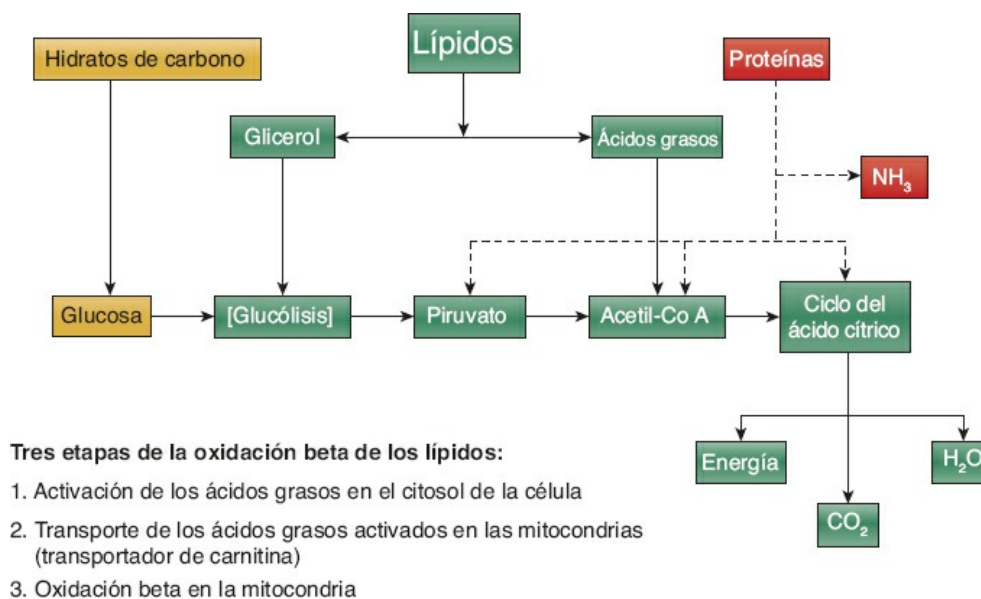 Lípidos
Hidratos de carbono
Proteínas
Glicerol
Ácidos grasos
NH₃
Glucosa
[Glucólisis]
Piruvato
Acetil-Co A
Ciclo del
ácido cítrico
Energía
H₂O
CO₂
Tres etapas de la oxidación beta de los lípidos:
1. Activación de los ácidos grasos en el citosol de la célula
2. Transporte de los ácidos grasos activados en las mitocondrias
(transportador de carnitina)
3. Oxidación beta en la mitocondria